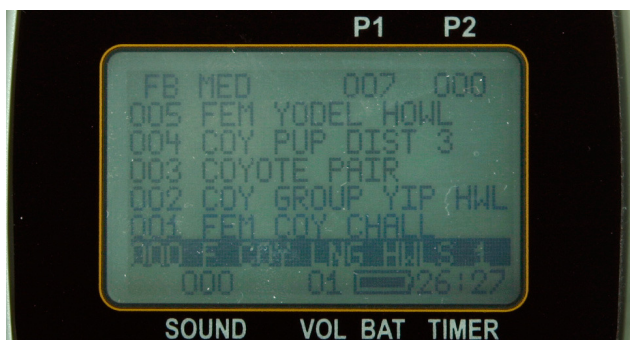 P1 P2
FB MED 007 000
005 FEM YODEL HOWL
004 COY PUP DIST 3
003 COYOTE PAIR
002 COY GROUP YIP HWL
001 FEM COY CHALL
000 F COY LNG HWLS 1
000 01 26:27
SOUND VOL BAT TIMER